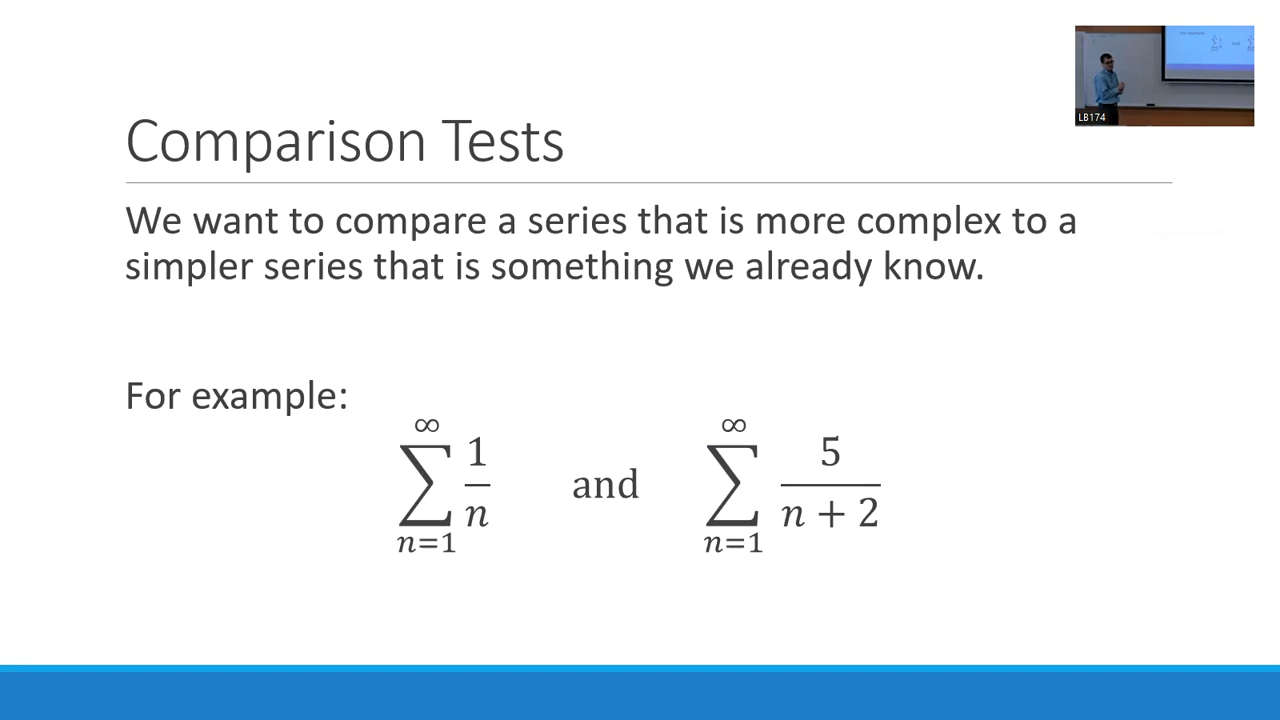 Comparison Tests
We want to compare a series that is more complex to a
simpler series that is something we already know.
For example:
∑_{n=1}^{∞} 1/n and ∑_{n=1}^{∞} 5/(n + 2)
LB174